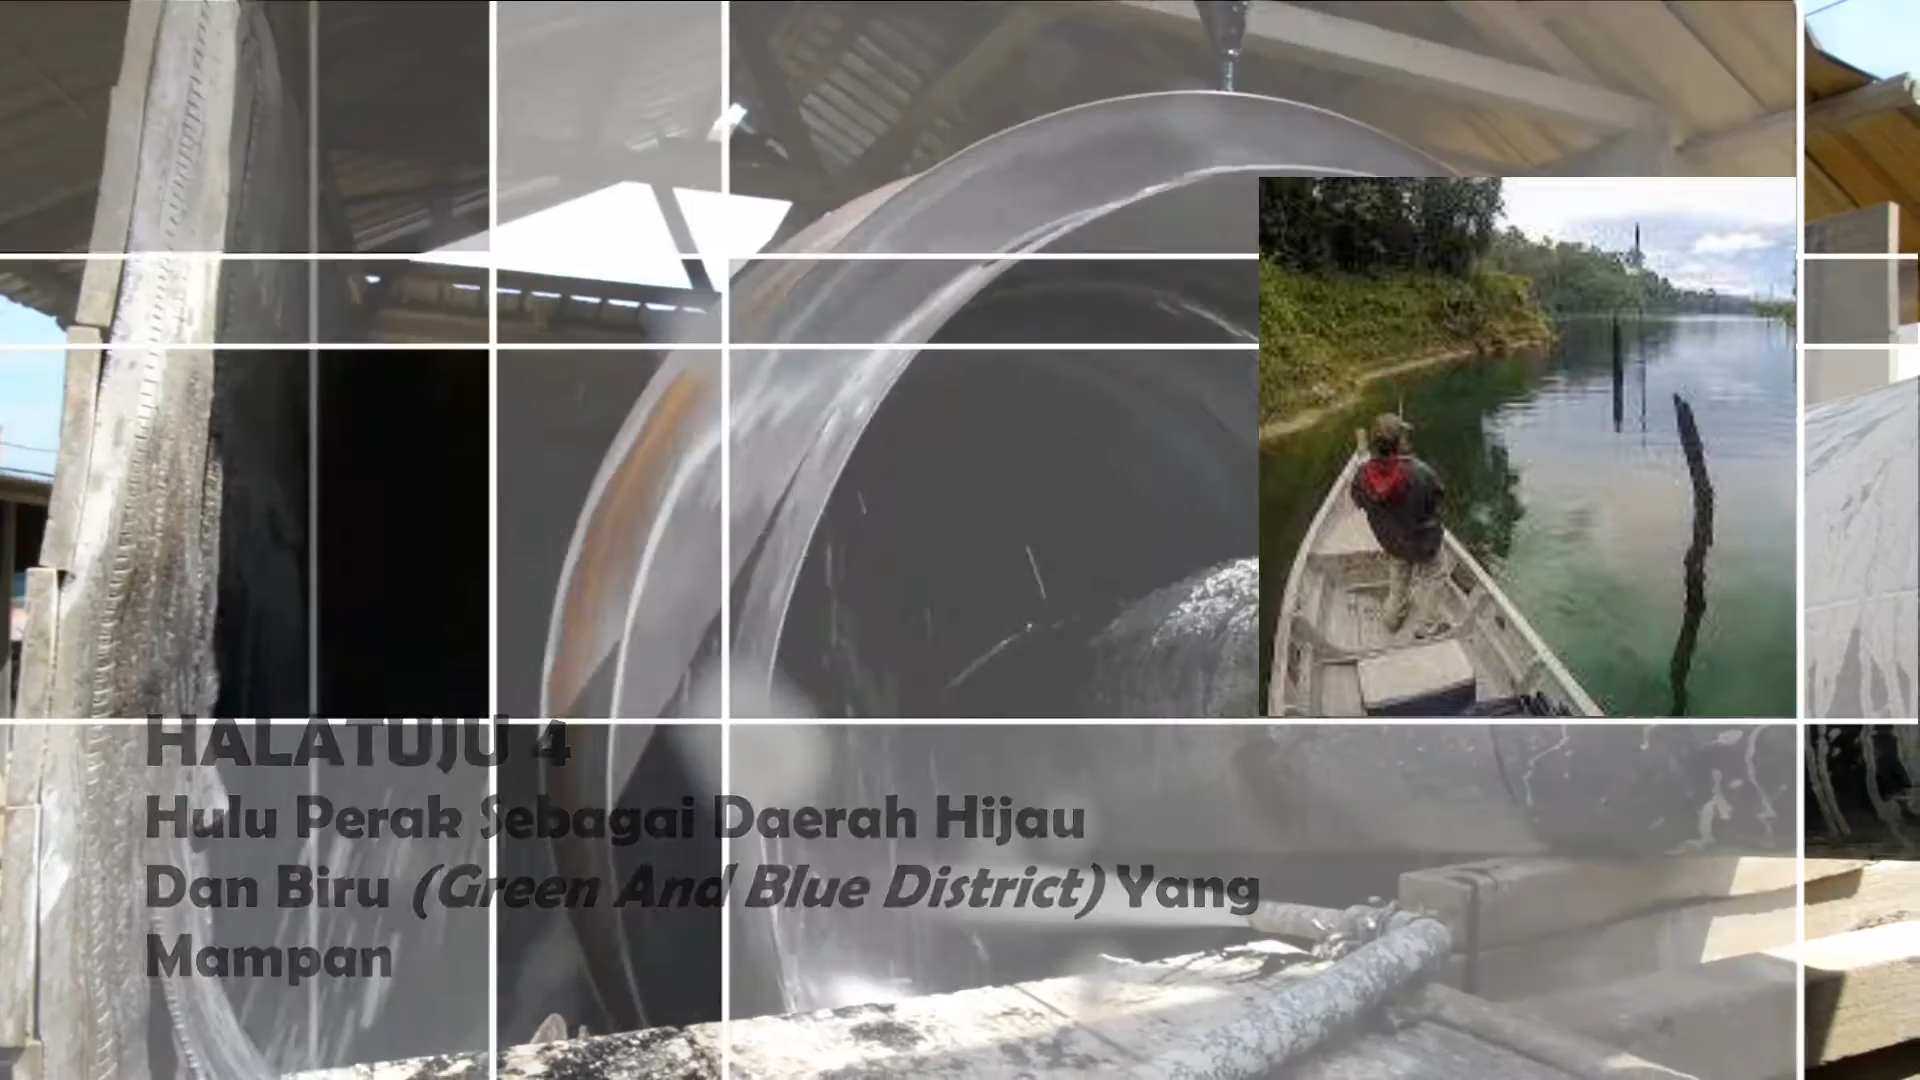 HALATUJU 4
Hulu Perak Sebagai Daerah Hijau
Dan Biru (Green And Blue District) Yang
Mampan